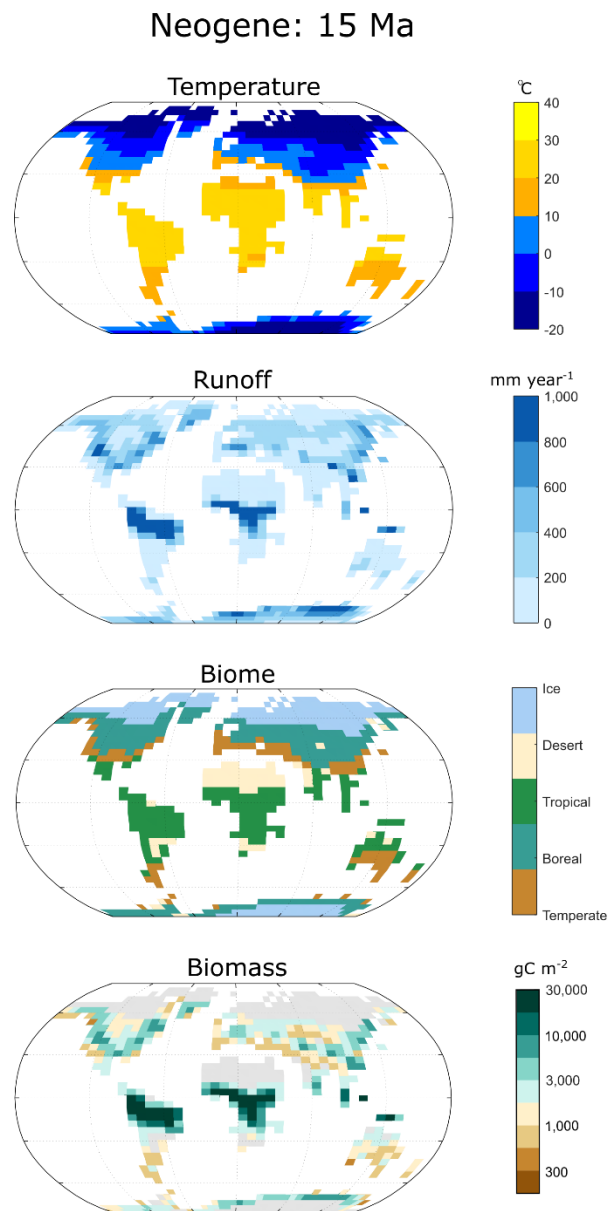 Neogene: 15 Ma
Temperature
°C
40
30
20
10
0
-10
-20
Runoff
mm year⁻¹
1,000
800
600
400
200
0
Biome
Ice
Desert
Tropical
Boreal
Temperate
Biomass
gC m⁻²
30,000
10,000
3,000
1,000
300